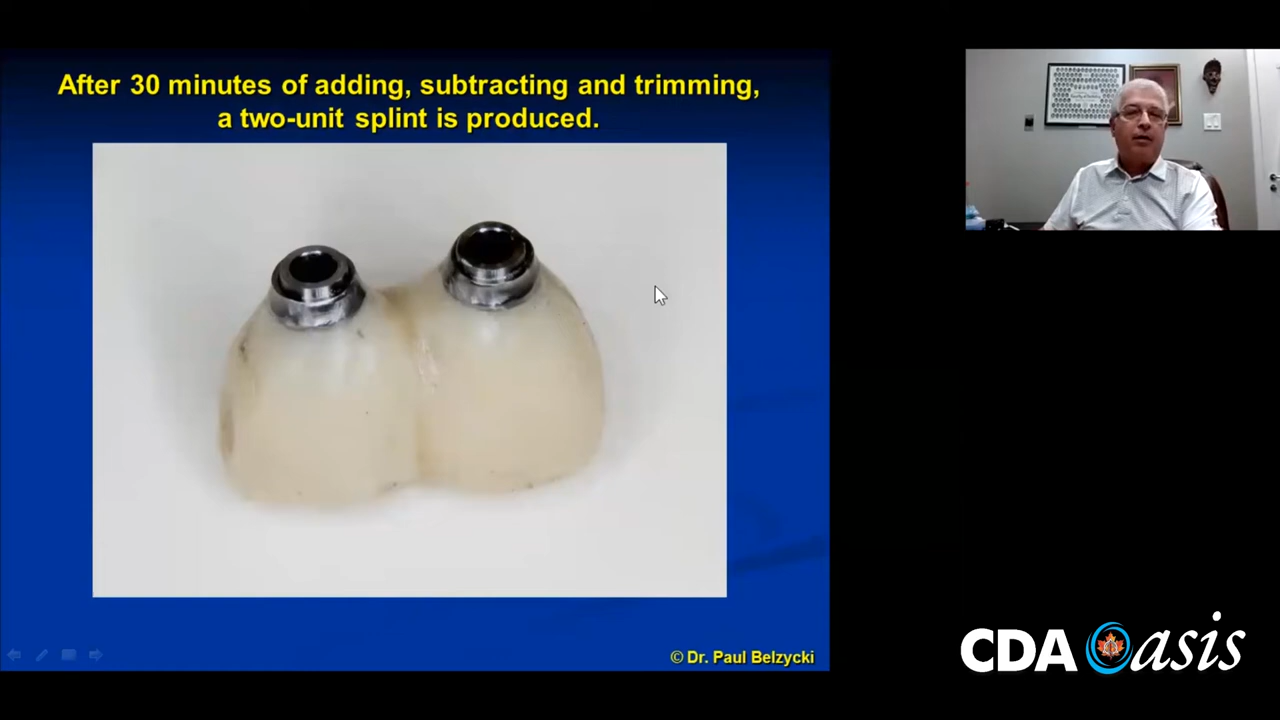 After 30 minutes of adding, subtracting and trimming,
a two-unit splint is produced.
© Dr. Paul Belzycki
CDA Oasis